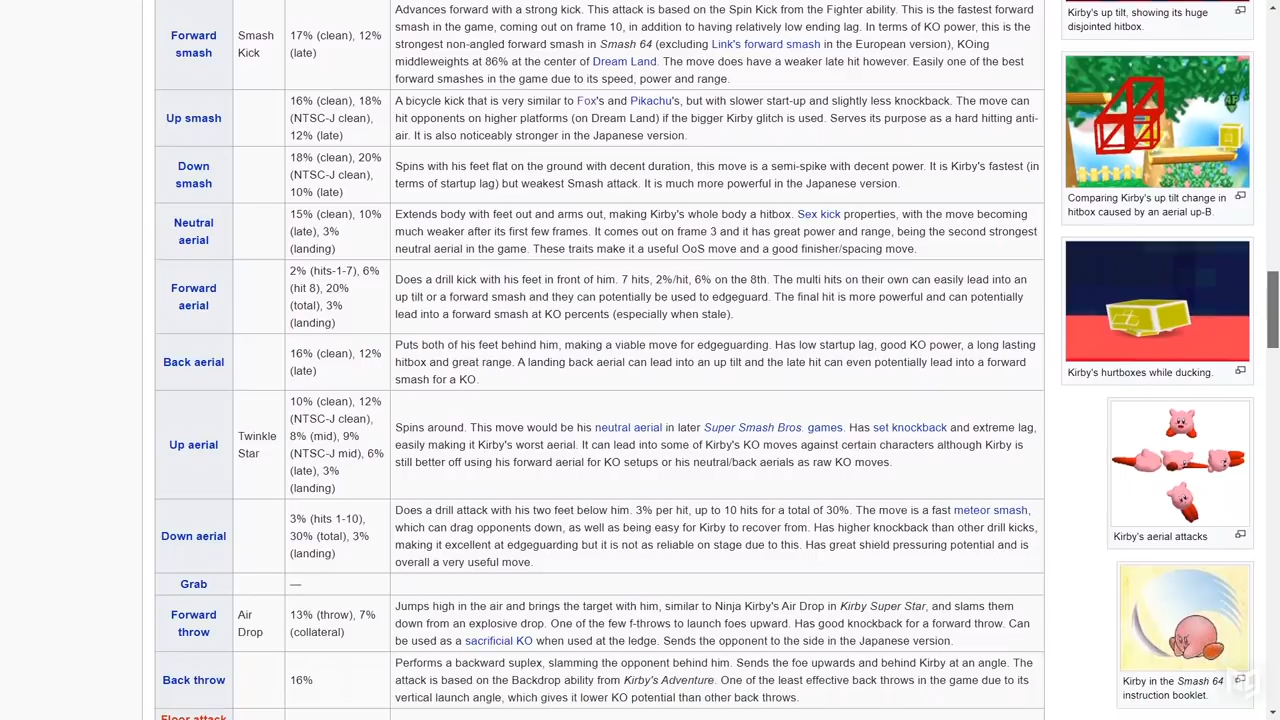 Advances forward with a strong kick. This attack is based on the Spin Kick from the Fighter ability. This is the fastest forward
smash in the game, coming out on frame 10, in addition to having relatively low ending lag. In terms of KO power, this is the
Forward
smash
Smash
Kick
17% (clean), 12%
(late)
strongest non-angled forward smash in Smash 64 (excluding Link's forward smash in the European version), KOing
middleweights at 86% at the center of Dream Land. The move does have a weaker late hit however. Easily one of the best
forward smashes in the game due to its speed, power and range.
Up smash
16% (clean), 18%
(NTSC-J clean),
12% (late)
A bicycle kick that is very similar to Fox's and Pikachu's, but with slower start-up and slightly less knockback. The move can
hit opponents on higher platforms (on Dream Land) if the bigger Kirby glitch is used. Serves its purpose as a hard hitting anti-
air. It is also noticeably stronger in the Japanese version.
Down
smash
18% (clean), 20%
(NTSC-J clean),
10% (late)
Spins with his feet flat on the ground with decent duration, this move is a semi-spike with decent power. It is Kirby's fastest (in
terms of startup lag) but weakest Smash attack. It is much more powerful in the Japanese version.
Neutral
aerial
15% (clean), 10%
(late), 3%
(landing)
Extends body with feet out and arms out, making Kirby's whole body a hitbox. Sex kick properties, with the move becoming
much weaker after its first few frames. It comes out on frame 3 and it has great power and range, being the second strongest
neutral aerial in the game. These traits make it a useful OoS move and a good finisher/spacing move.
Forward
aerial
2% (hits-1-7), 6%
(hit 8), 20%
(total), 3%
(landing)
Does a drill kick with his feet in front of him. 7 hits, 2%/hit, 6% on the 8th. The multi hits on their own can easily lead into an
up tilt or a forward smash and they can potentially be used to edgeguard. The final hit is more powerful and can potentially
lead into a forward smash at KO percents (especially when stale).
Back aerial
16% (clean), 12%
(late)
Puts both of his feet behind him, making a viable move for edgeguarding. Has low startup lag, good KO power, a long lasting
hitbox and great range. A landing back aerial can lead into an up tilt and the late hit can even potentially lead into a forward
smash for a KO.
Up aerial
Twinkle
Star
10% (clean), 12%
(NTSC-J clean),
8% (mid), 9%
(NTSC-J mid), 6%
(late), 3%
(landing)
Spins around. This move would be his neutral aerial in later Super Smash Bros. games. Has set knockback and extreme lag,
easily making it Kirby's worst aerial. It can lead into some of Kirby's KO moves against certain characters although Kirby is
still better off using his forward aerial for KO setups or his neutral/back aerials as raw KO moves.
Down aerial
3% (hits 1-10),
30% (total), 3%
(landing)
Does a drill attack with his two feet below him. 3% per hit, up to 10 hits for a total of 30%. The move is a fast meteor smash,
which can drag opponents down, as well as being easy for Kirby to recover from. Has higher knockback than other drill kicks,
making it excellent at edgeguarding but it is not as reliable on stage due to this. Has great shield pressuring potential and is
overall a very useful move.
Grab
—
Forward
throw
Air
Drop
13% (throw), 7%
(collateral)
Jumps high in the air and brings the target with him, similar to Ninja Kirby's Air Drop in Kirby Super Star, and slams them
down from an explosive drop. One of the few f-throws to launch foes upward. Has good knockback for a forward throw. Can
be used as a sacrificial KO when used at the ledge. Sends the opponent to the side in the Japanese version.
Back throw
16%
Performs a backward suplex, slamming the opponent behind him. Sends the foe upwards and behind Kirby at an angle. The
attack is based on the Backdrop ability from Kirby's Adventure. One of the least effective back throws in the game due to its
vertical launch angle, which gives it lower KO potential than other back throws.
Floor attack
Kirby's up tilt, showing its huge
disjointed hitbox.
Comparing Kirby's up tilt change in
hitbox caused by an aerial up-B.
Kirby's hurtboxes while ducking.
Kirby's aerial attacks
Kirby in the Smash 64
instruction booklet.